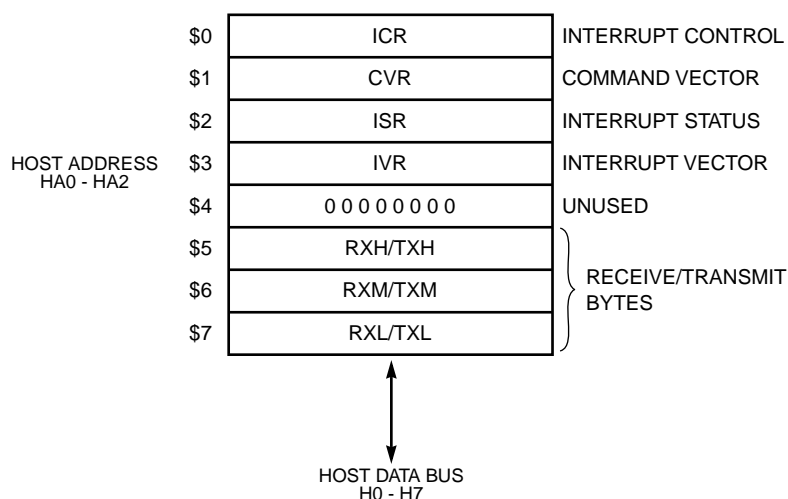 $0 ICR INTERRUPT CONTROL
$1 CVR COMMAND VECTOR
$2 ISR INTERRUPT STATUS
HOST ADDRESS
HA0 - HA2
$3 IVR INTERRUPT VECTOR
$4 0 0 0 0 0 0 0 0 UNUSED
$5 RXH/TXH
$6 RXM/TXM
RECEIVE/TRANSMIT
BYTES
$7 RXL/TXL
HOST DATA BUS
H0 - H7